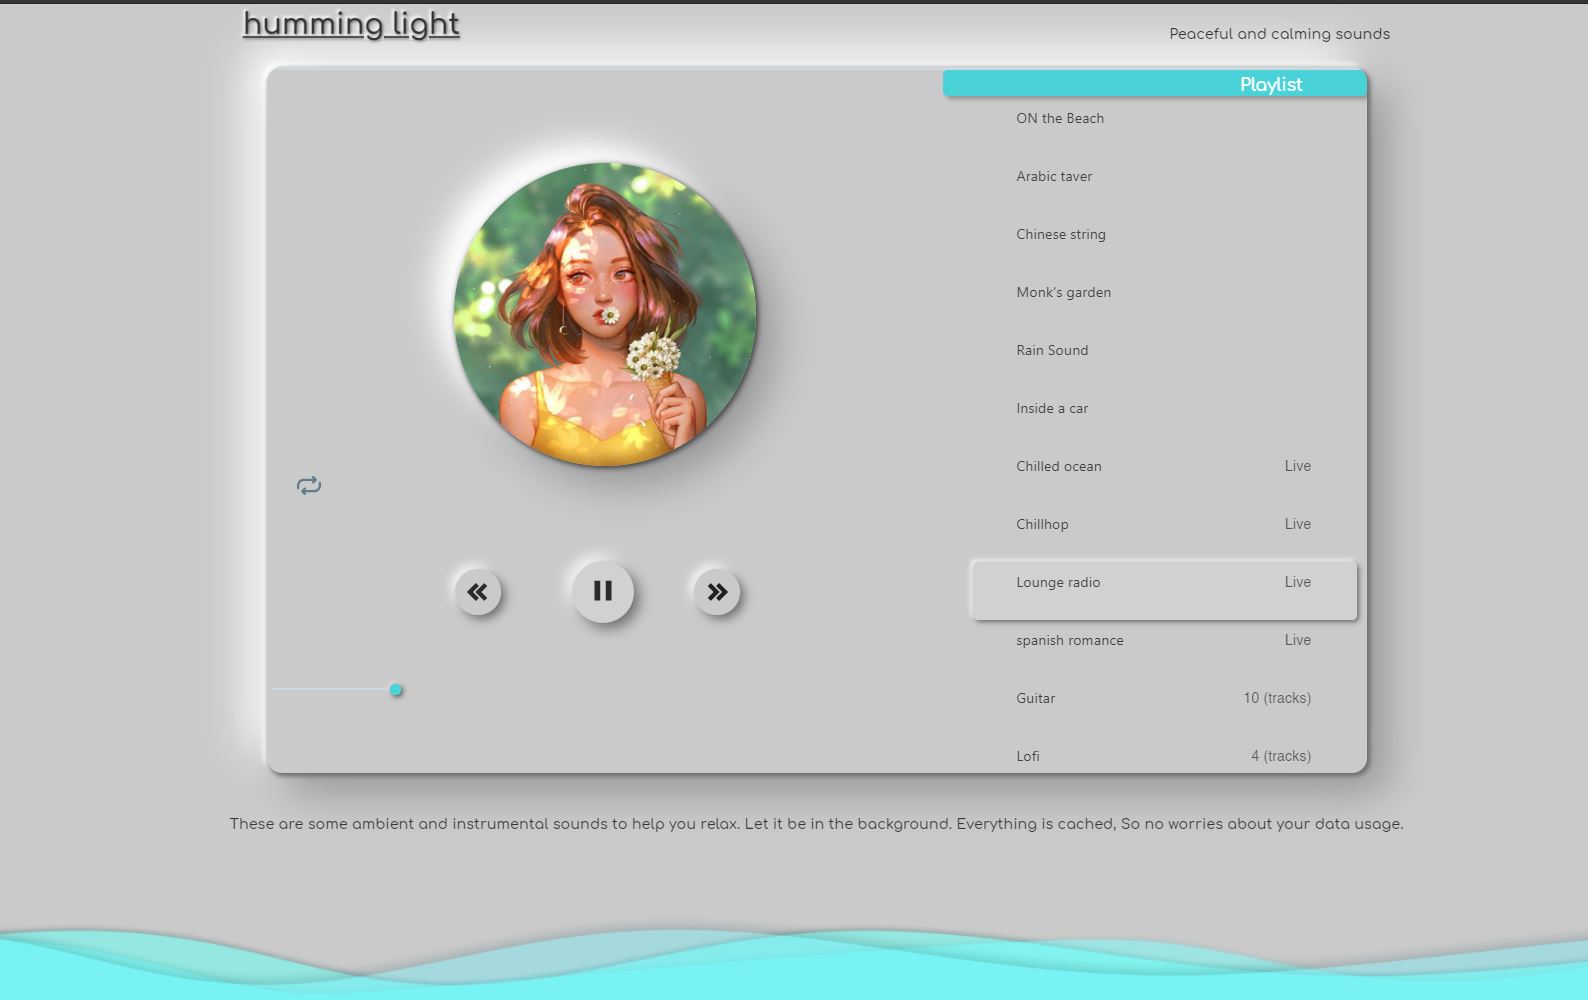 humming light
Peaceful and calming sounds
Playlist
ON the Beach
Arabic taver
Chinese string
Monk's garden
Rain Sound
Inside a car
Chilled ocean Live
Chillhop Live
Lounge radio Live
spanish romance Live
Guitar 10 (tracks)
Lofi 4 (tracks)
These are some ambient and instrumental sounds to help you relax. Let it be in the background. Everything is cached, So no worries about your data usage.